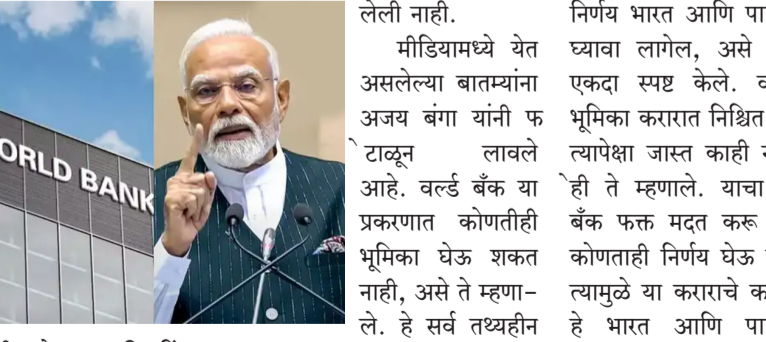 ORLD BANK
लेली नाही.
मीडियामध्ये येत
असलेल्या बातम्यांना
अजय बंगा यांनी फ
ेटाळून लावले
आहे. वर्ल्ड बँक या
प्रकरणात कोणतीही
भूमिका घेऊ शकत
नाही, असे ते म्हणा-
ले. हे सर्व तथ्यहीन
निर्णय भारत आणि पा
घ्यावा लागेल, असे
एकदा स्पष्ट केले. व
भूमिका करारात निश्चित
त्यापेक्षा जास्त काही
ेही ते म्हणाले. याचा
बँक फक्त मदत करू
कोणताही निर्णय घेऊ
त्यामुळे या कराराचे क
हे भारत आणि पा